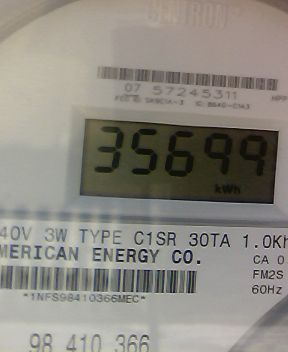 CENTRON
07 57245311
35699
kWh
40V 3W TYPE C1SR 30TA 1.0Kh
MERICAN ENERGY CO.
CA 0
FM2S
*1NFS98410366MEC*
60Hz
98 410 366